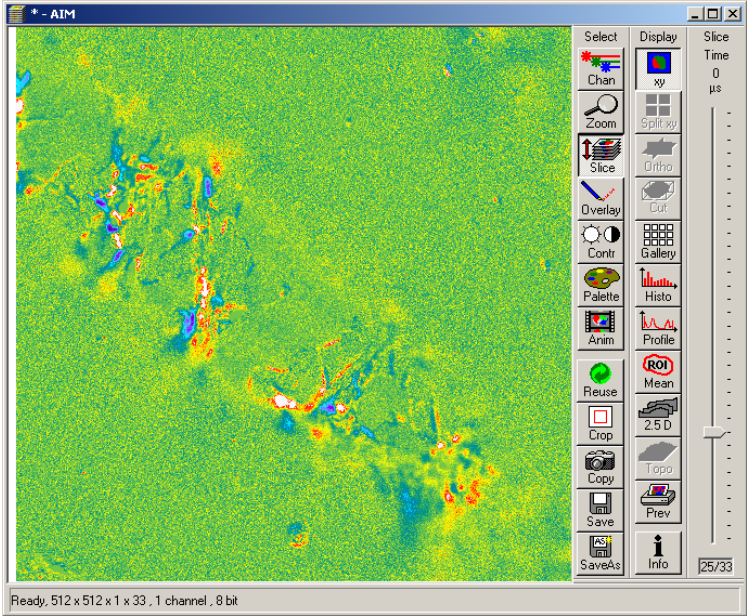 * - AIM
Select
Display
Slice
Chan
xy
Time
0
µs
Zoom
Split xy
Slice
Ortho
Overlay
Cut
Contr
Gallery
Palette
Histo
Anim
Profile
ROI
Reuse
Mean
Crop
2.5 D
Copy
Topo
Save
Prev
AS
SaveAs
i
Info
25/33
Ready, 512 x 512 x 1 x 33 , 1 channel , 8 bit